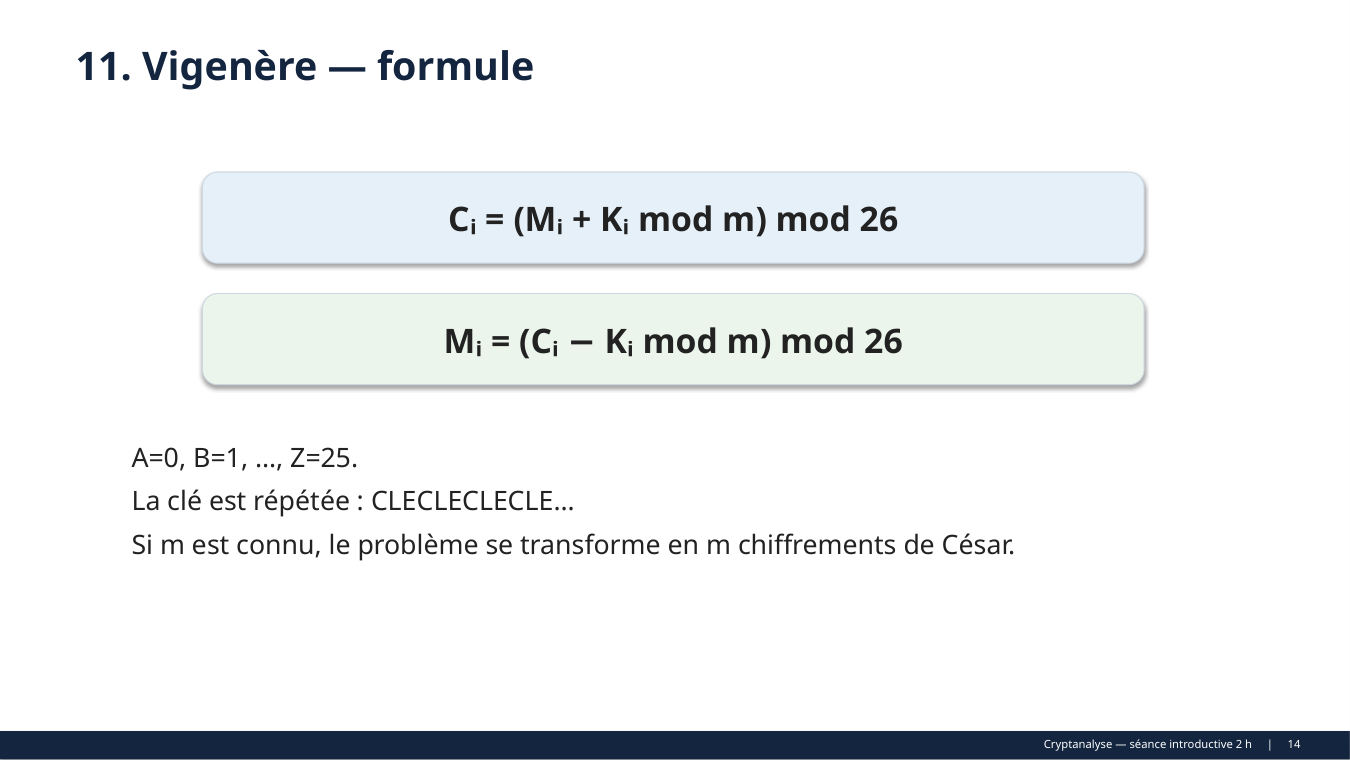 11. Vigenère — formule
Cᵢ = (Mᵢ + Kᵢ mod m) mod 26
Mᵢ = (Cᵢ − Kᵢ mod m) mod 26
A=0, B=1, …, Z=25.
La clé est répétée : CLECLECLECLE…
Si m est connu, le problème se transforme en m chiffrements de César.
Cryptanalyse — séance introductive 2 h | 14